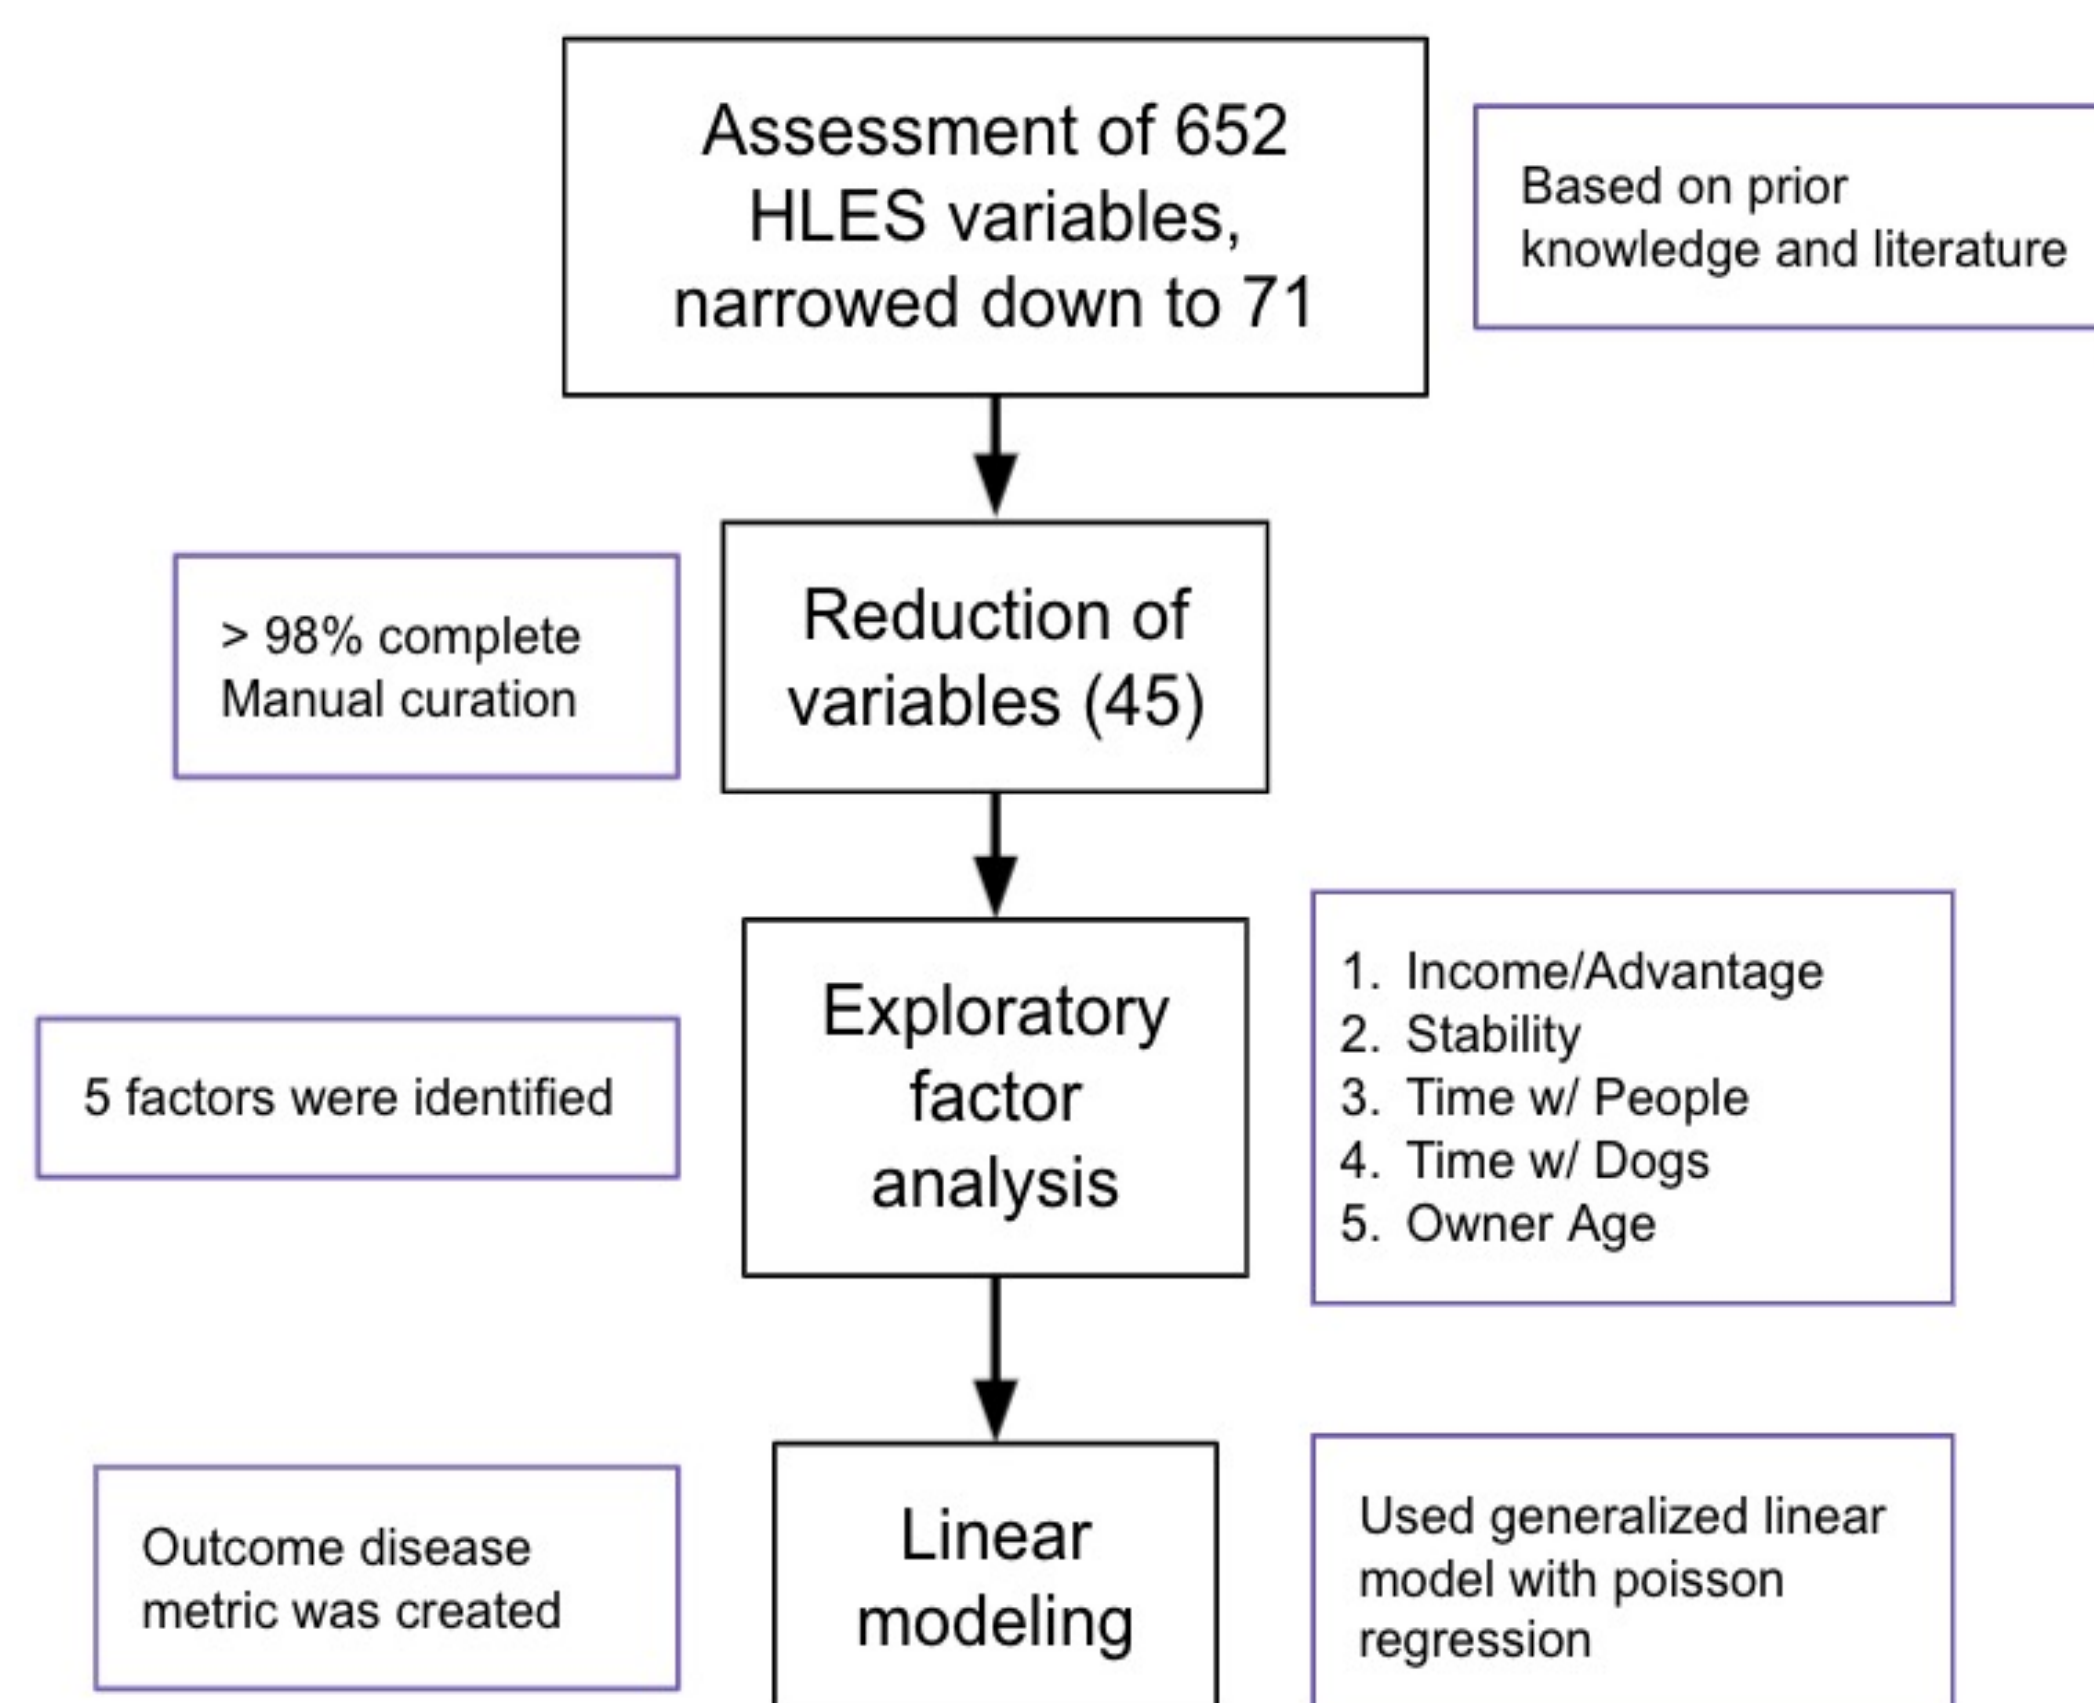 Assessment of 652
HLES variables,
narrowed down to 71
Based on prior
knowledge and literature
> 98% complete
Manual curation
Reduction of
variables (45)
5 factors were identified
Exploratory
factor
analysis
1. Income/Advantage
2. Stability
3. Time w/ People
4. Time w/ Dogs
5. Owner Age
Outcome disease
metric was created
Linear
modeling
Used generalized linear
model with poisson
regression